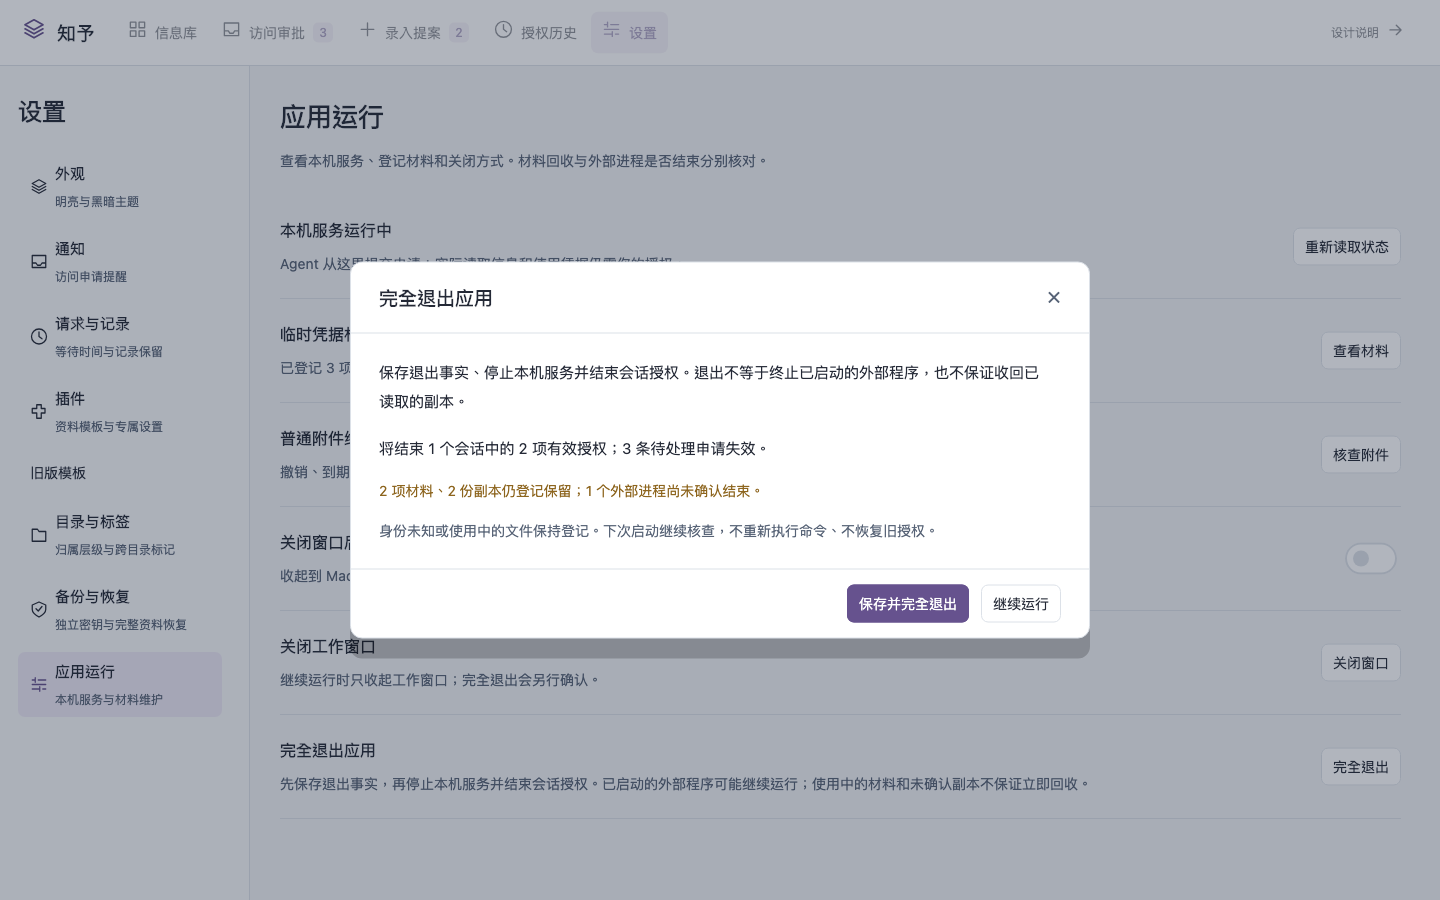 知予
信息库
访问审批 3
录入提案 2
授权历史
设置
设计说明
设置
外观
明亮与黑暗主题
通知
访问申请提醒
请求与记录
等待时间与记录保留
插件
资料模板与专属设置
旧版模板
目录与标签
归属层级与跨目录标记
备份与恢复
独立密钥与完整资料恢复
应用运行
本机服务与材料维护
应用运行
查看本机服务、登记材料和关闭方式。材料回收与外部进程是否结束分别核对。
本机服务运行中
Agent 从这里
重新读取状态
临时凭据
已登记 3 项
查看材料
普通附件
撤销、到期
核查附件
关闭窗口
收起到 Mac
关闭工作窗口
继续运行时只收起工作窗口；完全退出会另行确认。
关闭窗口
完全退出应用
先保存退出事实，再停止本机服务并结束会话授权。已启动的外部程序可能继续运行；使用中的材料和未确认副本不保证立即回收。
完全退出
完全退出应用
保存退出事实、停止本机服务并结束会话授权。退出不等于终止已启动的外部程序，也不保证收回已
读取的副本。
将结束 1 个会话中的 2 项有效授权；3 条待处理申请失效。
2 项材料、2 份副本仍登记保留；1 个外部进程尚未确认结束。
身份未知或使用中的文件保持登记。下次启动继续核查，不重新执行命令、不恢复旧授权。
保存并完全退出
继续运行